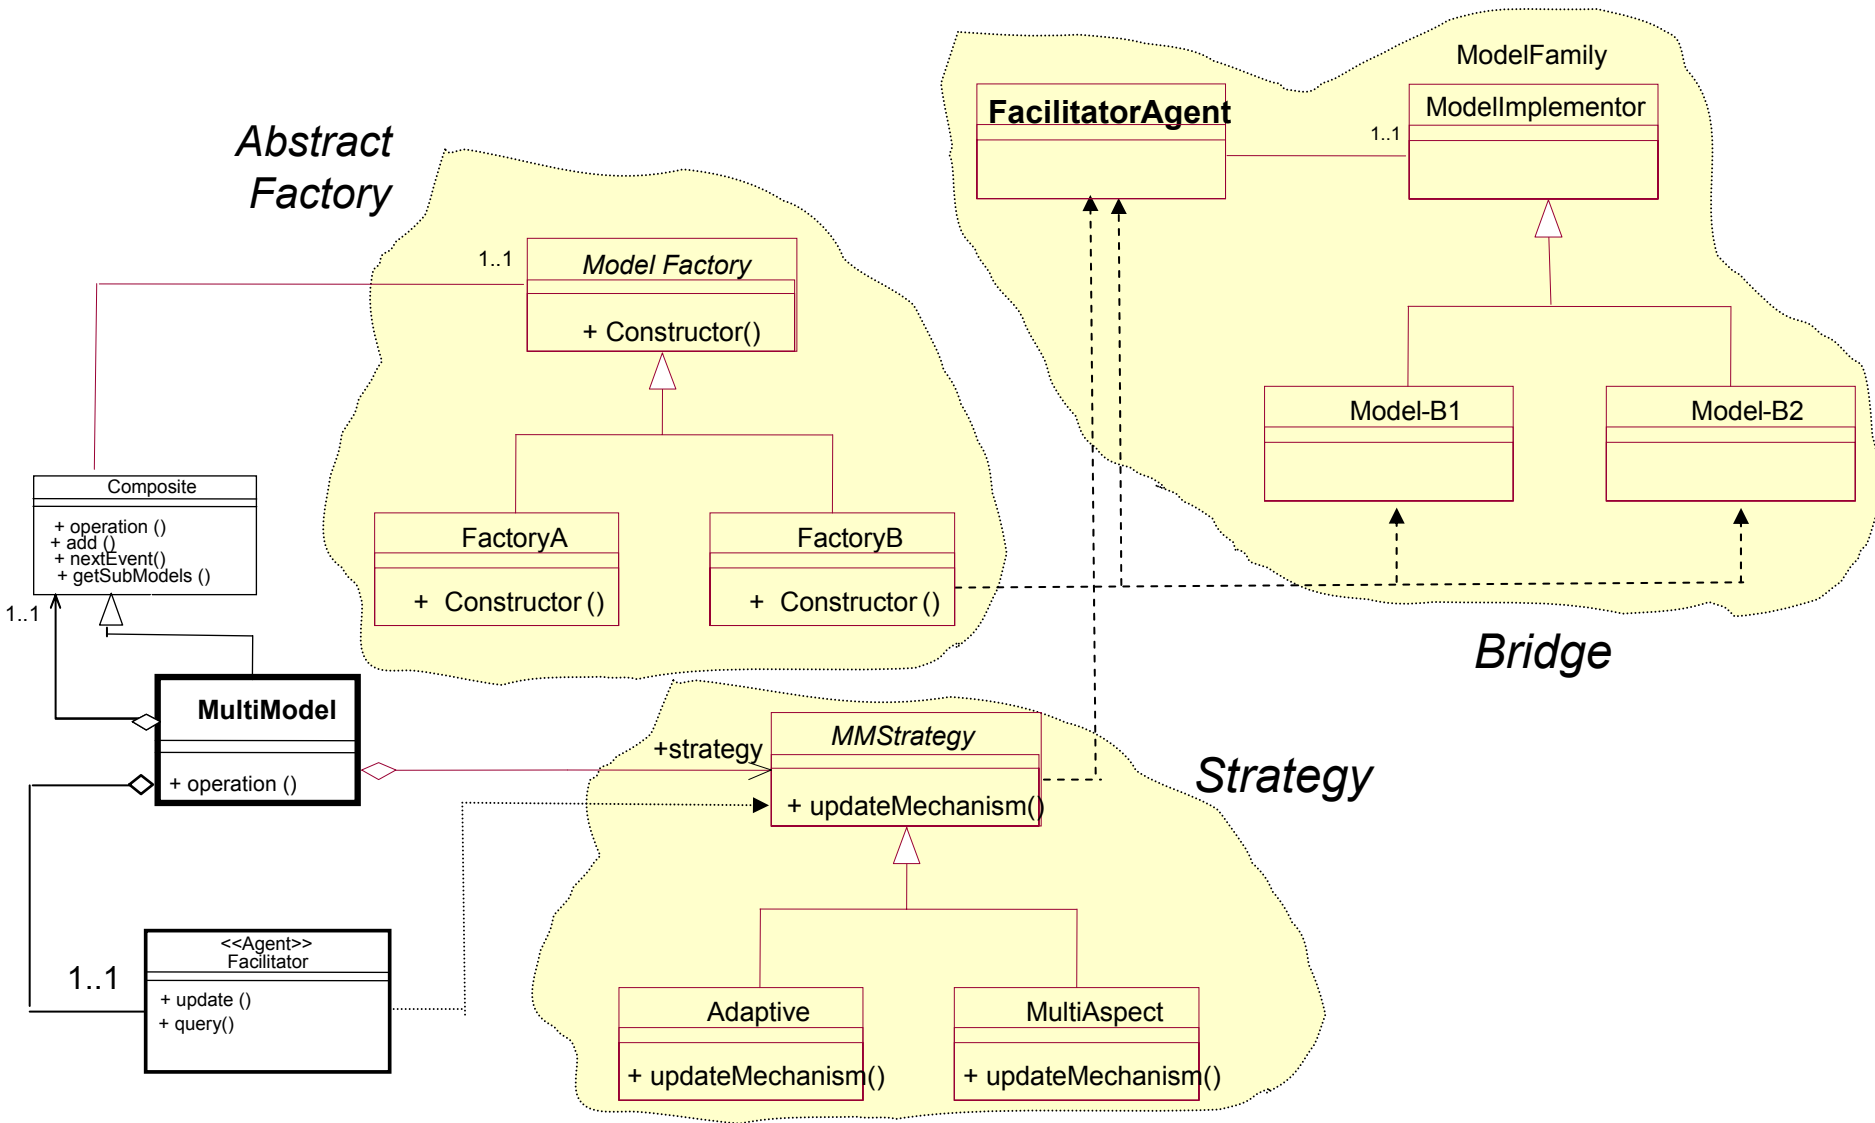 ModelFamily
FacilitatorAgent
ModelImplementor
1..1
Abstract
Factory
1..1
Model Factory
+ Constructor()
Model-B1
Model-B2
Composite
+ operation ()
+ add ()
+ nextEvent()
+ getSubModels ()
FactoryA
+ Constructor ()
FactoryB
+ Constructor ()
1..1
Bridge
MultiModel
+ operation ()
+strategy
MMStrategy
+ updateMechanism()
Strategy
<<Agent>>
Facilitator
+ update ()
+ query()
1..1
Adaptive
+ updateMechanism()
MultiAspect
+ updateMechanism()